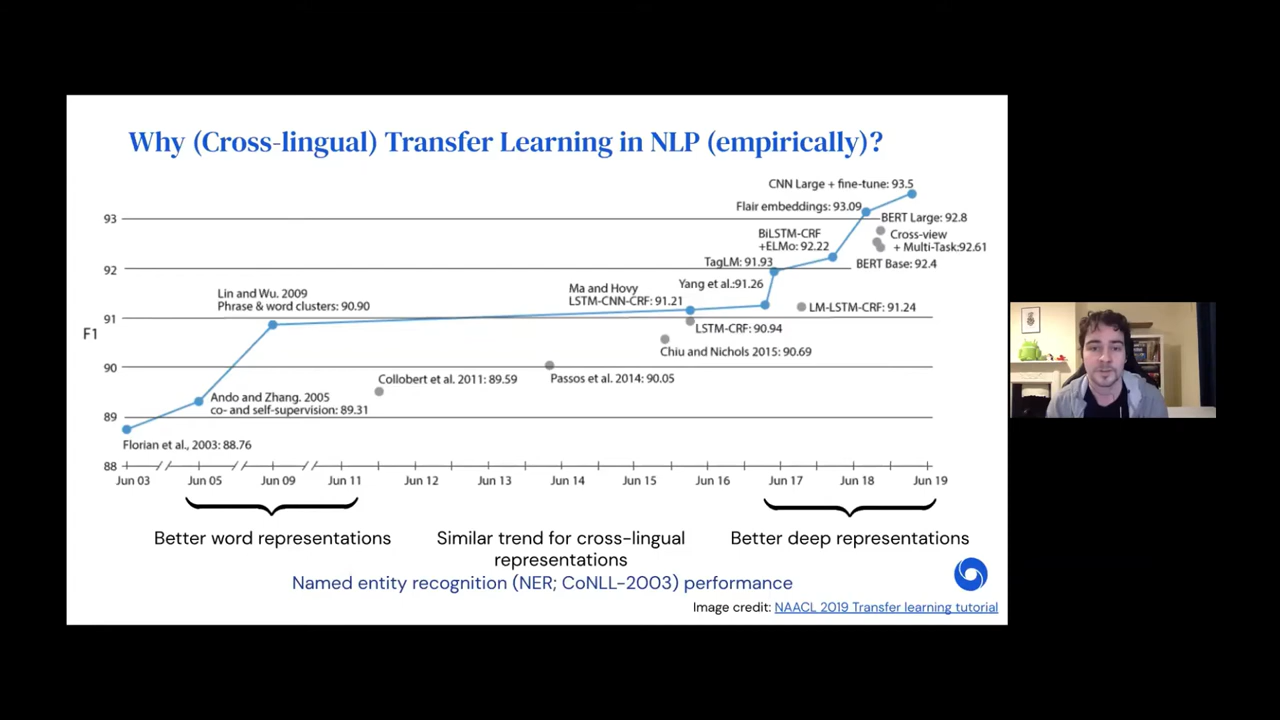 Why (Cross-lingual) Transfer Learning in NLP (empirically)?
CNN Large + fine-tune: 93.5
Flair embeddings: 93.09
93
BERT Large: 92.8
BiLSTM-CRF
+ELMo: 92.22
Cross-view
+ Multi-Task:92.61
TagLM: 91.93
BERT Base: 92.4
92
Yang et al.:91.26
Ma and Hovy
LSTM-CNN-CRF: 91.21
Lin and Wu. 2009
Phrase & word clusters: 90.90
LM-LSTM-CRF: 91.24
91
F1
LSTM-CRF: 90.94
Chiu and Nichols 2015: 90.69
90
Collobert et al. 2011: 89.59
Passos et al. 2014: 90.05
Ando and Zhang. 2005
co- and self-supervision: 89.31
89
Florian et al., 2003: 88.76
88
Jun 03 Jun 05 Jun 09 Jun 11 Jun 12 Jun 13 Jun 14 Jun 15 Jun 16 Jun 17 Jun 18 Jun 19
Better word representations
Similar trend for cross-lingual
representations
Better deep representations
Named entity recognition (NER; CoNLL-2003) performance
Image credit: NAACL 2019 Transfer learning tutorial